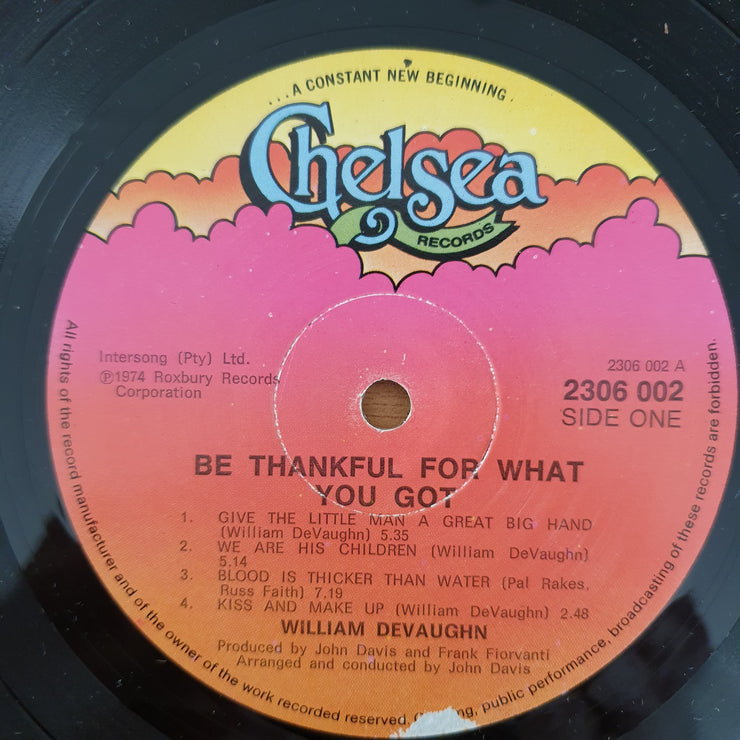 ...A CONSTANT NEW BEGINNING.
Chelsea
RECORDS
Intersong (Pty) Ltd.
℗1974 Roxbury Records
Corporation
2306 002 A
2306 002
SIDE ONE
BE THANKFUL FOR WHAT
YOU GOT
1. GIVE THE LITTLE MAN A GREAT BIG HAND
(William DeVaughn) 5.35
2. WE ARE HIS CHILDREN (William DeVaughn)
5.14
3. BLOOD IS THICKER THAN WATER (Pal Rakes,
Russ Faith) 7.19
4. KISS AND MAKE UP (William DeVaughn) 2.48
WILLIAM DEVAUGHN
Produced by John Davis and Frank Fiorvanti
Arranged and conducted by John Davis
All rights of the record manufacturer and of the owner of the work recorded reserved. public performance, broadcasting of these records are forbidden.